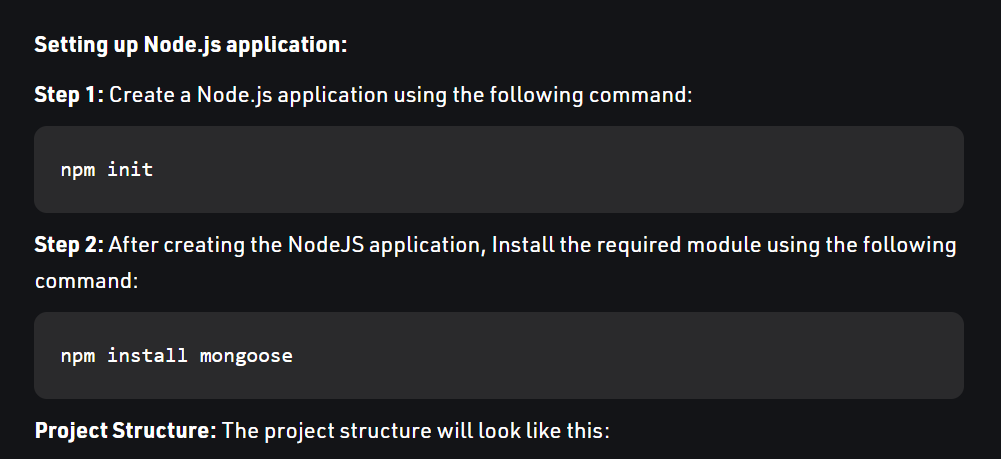 Setting up Node.js application:
Step 1: Create a Node.js application using the following command:
npm init
Step 2: After creating the NodeJS application, Install the required module using the following
command:
npm install mongoose
Project Structure: The project structure will look like this: